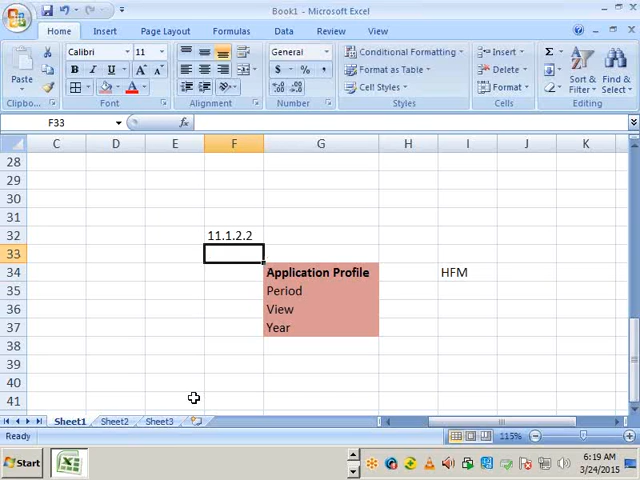 Book1 - Microsoft Excel
Home Insert Page Layout Formulas Data Review View
Paste
Calibri 11
B I U A A
General
$ % ,
Conditional Formatting
Format as Table
Cell Styles
Insert
Delete
Format
Σ
Sort & Filter
Find & Select
Clipboard Font Alignment Number Styles Cells Editing
F33 fx
C D E F G H I J K
28
29
30
31
32 11.1.2.2
33
34 Application Profile HFM
35 Period
36 View
37 Year
38
39
40
41
Sheet1 Sheet2 Sheet3
Ready 115%
Start 6:19 AM
3/24/2015